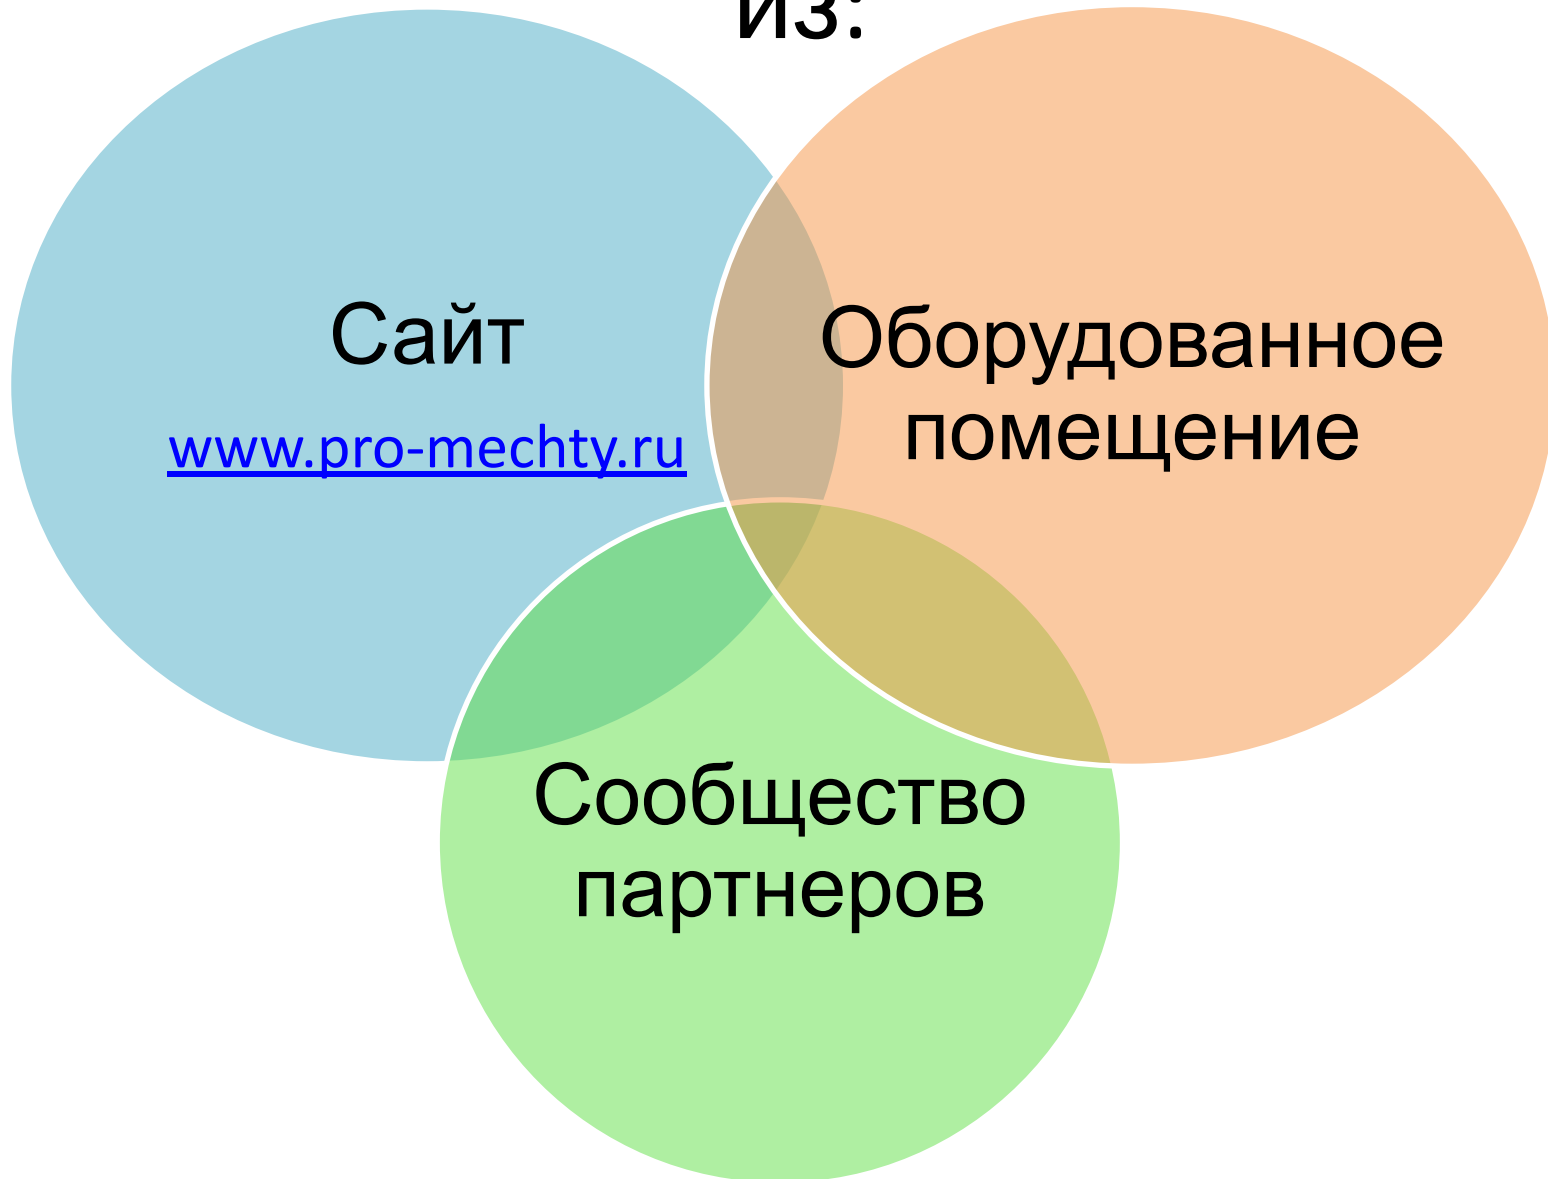 из:
Сайт
www.pro-mechty.ru
Оборудованное
помещение
Сообщество
партнеров